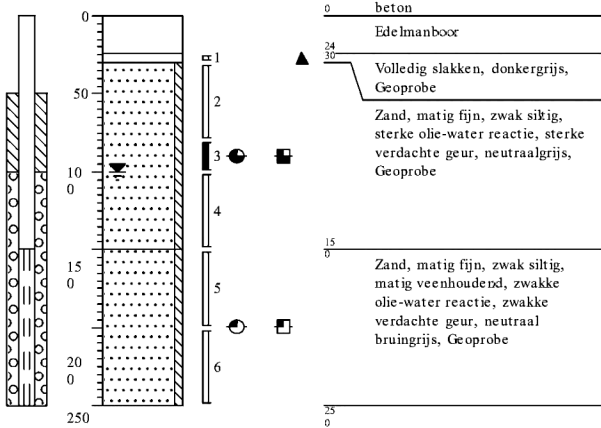 0
50
10
0
15
0
20
0
250
1
2
3
4
5
6
0
beton
Edelmanboor
24
30
Volledig slakken, donkergrijs,
Geoprobe
Zand, matig fijn, zwak siltig,
sterke olie-water reactie, sterke
verdachte geur, neutraalgrijs,
Geoprobe
15
0
Zand, matig fijn, zwak siltig,
matig veenhoudend, zwakke
olie-water reactie, zwakke
verdachte geur, neutraal
bruingrijs, Geoprobe
25
0